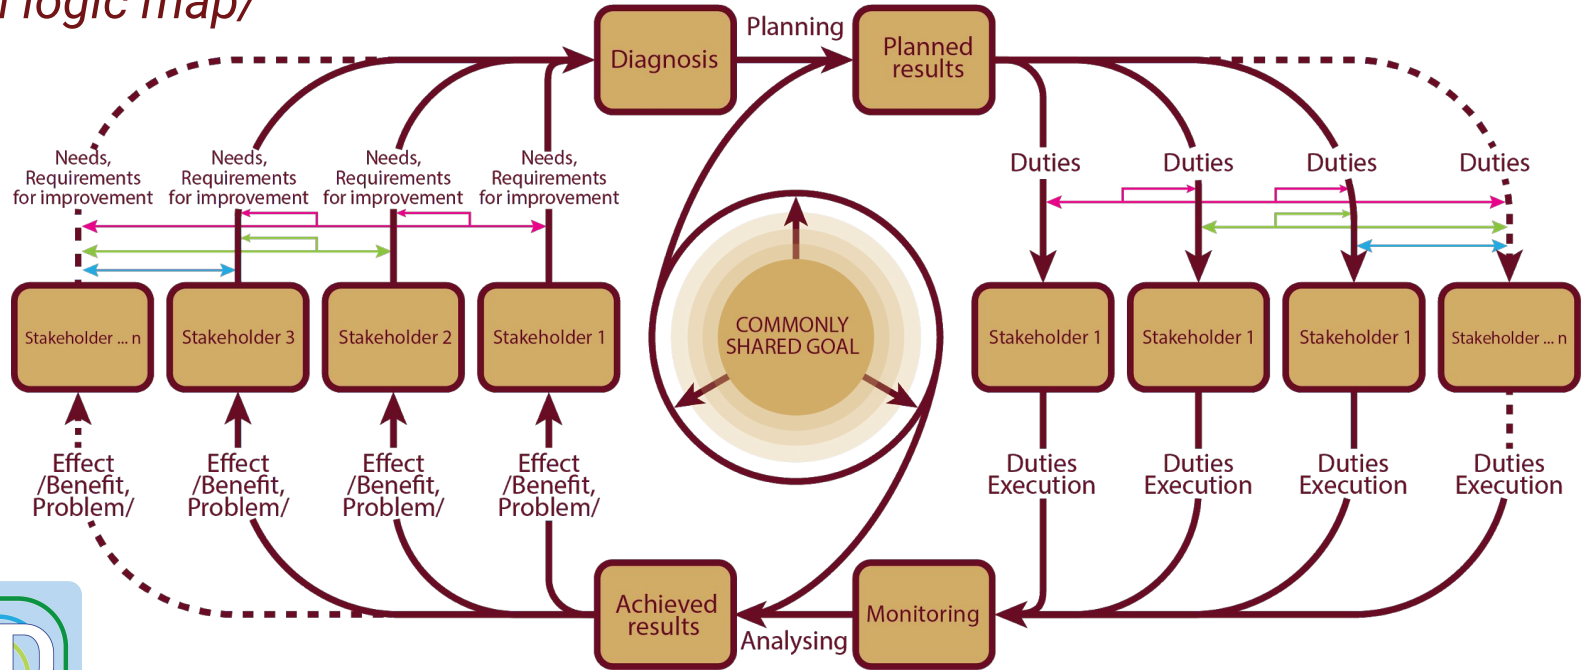 logic map/
Diagnosis
Planning
Planned
results
Needs,
Requirements
for improvement
Needs,
Requirements
for improvement
Needs,
Requirements
for improvement
Needs,
Requirements
for improvement
Duties
Duties
Duties
Duties
Stakeholder ... n
Stakeholder 3
Stakeholder 2
Stakeholder 1
COMMONLY
SHARED GOAL
Stakeholder 1
Stakeholder 1
Stakeholder 1
Stakeholder ... n
Effect
/Benefit,
Problem/
Effect
/Benefit,
Problem/
Effect
/Benefit,
Problem/
Effect
/Benefit,
Problem/
Duties
Execution
Duties
Execution
Duties
Execution
Duties
Execution
Achieved
results
Analysing
Monitoring